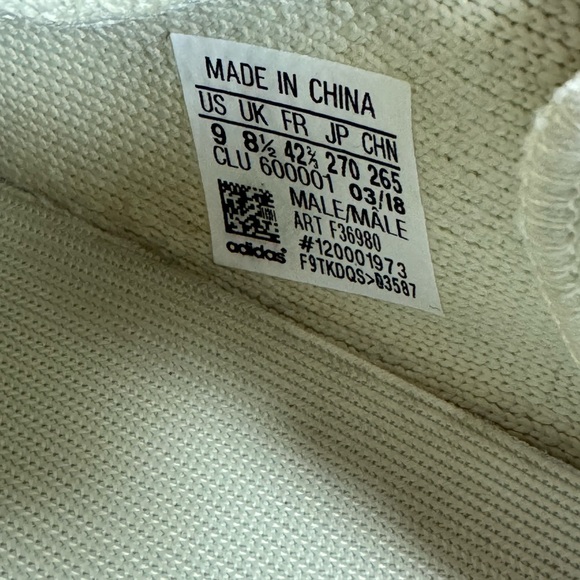 MADE IN CHINA
US UK FR JP CHN
9 8½ 42⅔ 270 265
CLU 600001 03/18
MALE/MÂLE
ART F36980
#120001973
F9TKDQS>03587
adidas